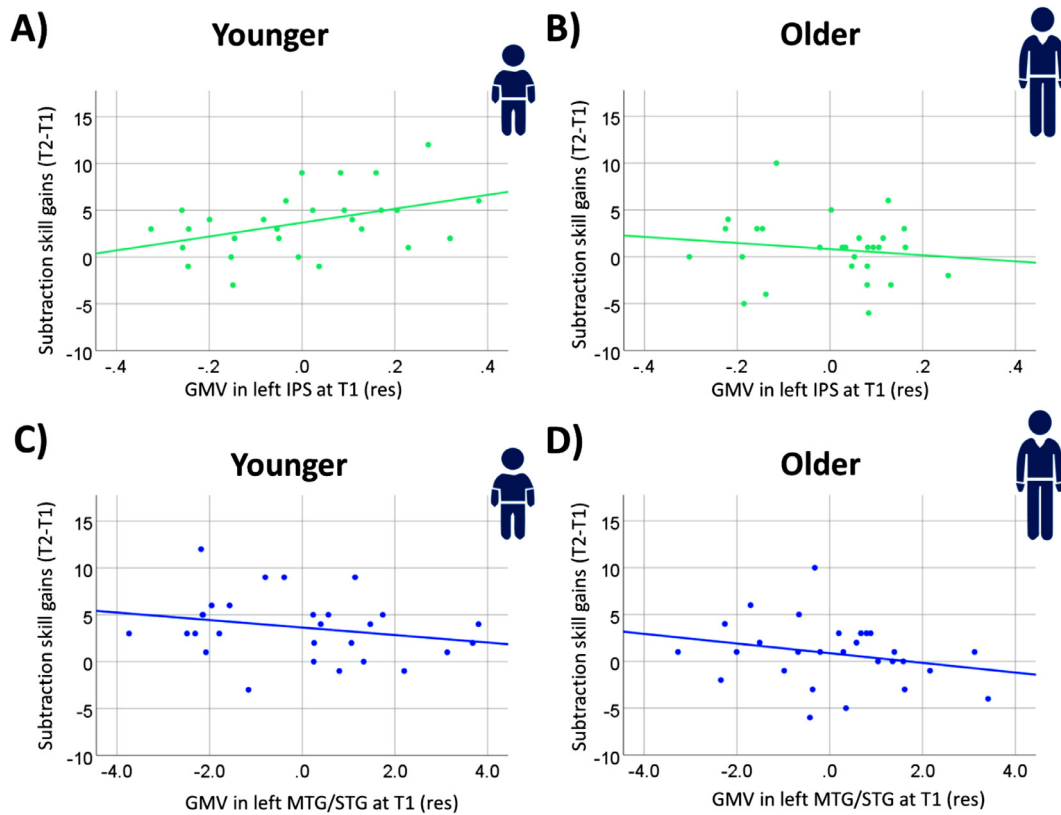 A)
Younger
Subtraction skill gains (T2-T1)
15
10
5
0
-5
-10
-.4
-.2
.0
.2
.4
GMV in left IPS at T1 (res)
B)
Older
Subtraction skill gains (T2-T1)
15
10
5
0
-5
-10
-.4
-.2
.0
.2
.4
GMV in left IPS at T1 (res)
C)
Younger
Subtraction skill gains (T2-T1)
15
10
5
0
-5
-10
-4.0
-2.0
.0
2.0
4.0
GMV in left MTG/STG at T1 (res)
D)
Older
Subtraction skill gains (T2-T1)
15
10
5
0
-5
-10
-4.0
-2.0
.0
2.0
4.0
GMV in left MTG/STG at T1 (res)